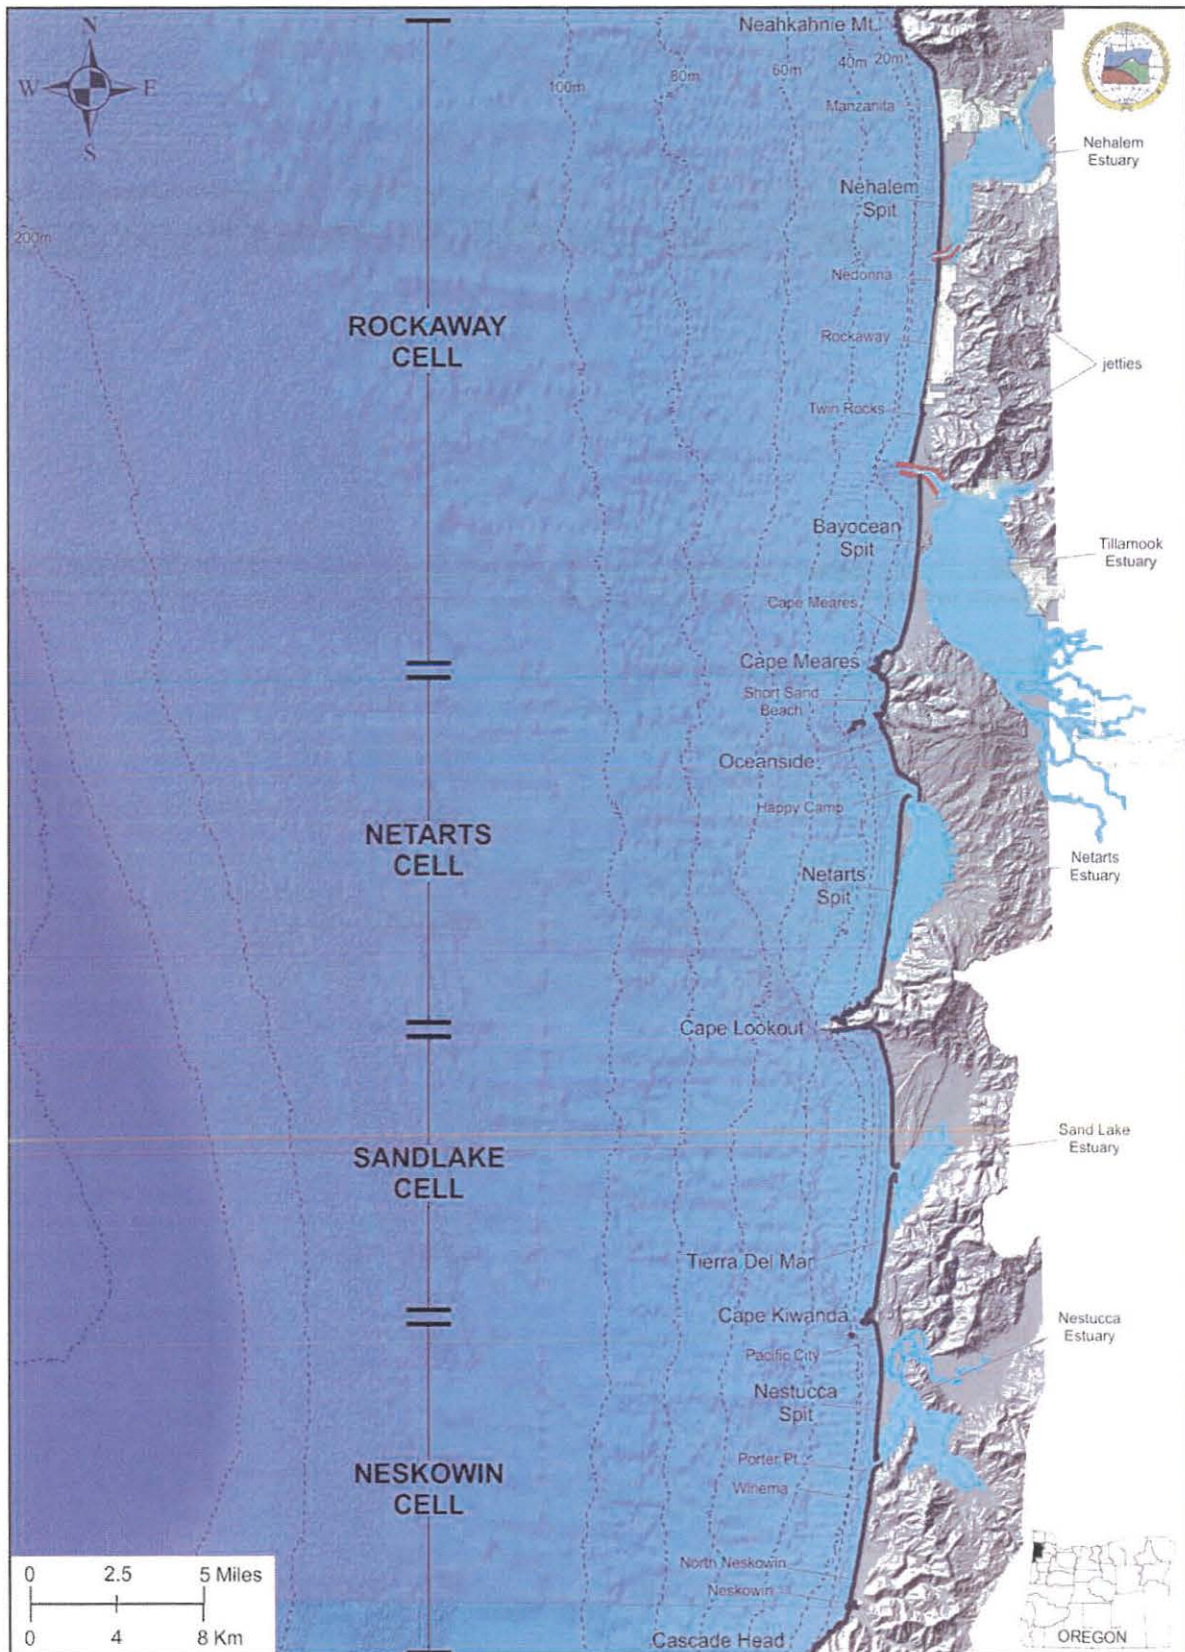 N
W
E
S
Neahkahnie Mt.
20m
40m
60m
80m
100m
200m
Manzanita
Nehalem
Estuary
Nehalem
Spit
Nedonna
ROCKAWAY
CELL
Rockaway
jetties
Twin Rocks
Bayocean
Spit
Tillamook
Estuary
Cape Meares
Cape Meares
Short Sand
Beach
Oceanside
Happy Camp
NETARTS
CELL
Netarts
Estuary
Netarts
Spit
Cape Lookout
Sand Lake
Estuary
SANDLAKE
CELL
Tierra Del Mar
Cape Kiwanda
Nestucca
Estuary
Pacific City
Nestucca
Spit
Porter Pt.
NESKOWIN
CELL
Winema
North Neskowin
Neskowin
Cascade Head
0 2.5 5 Miles
0 4 8 Km
OREGON